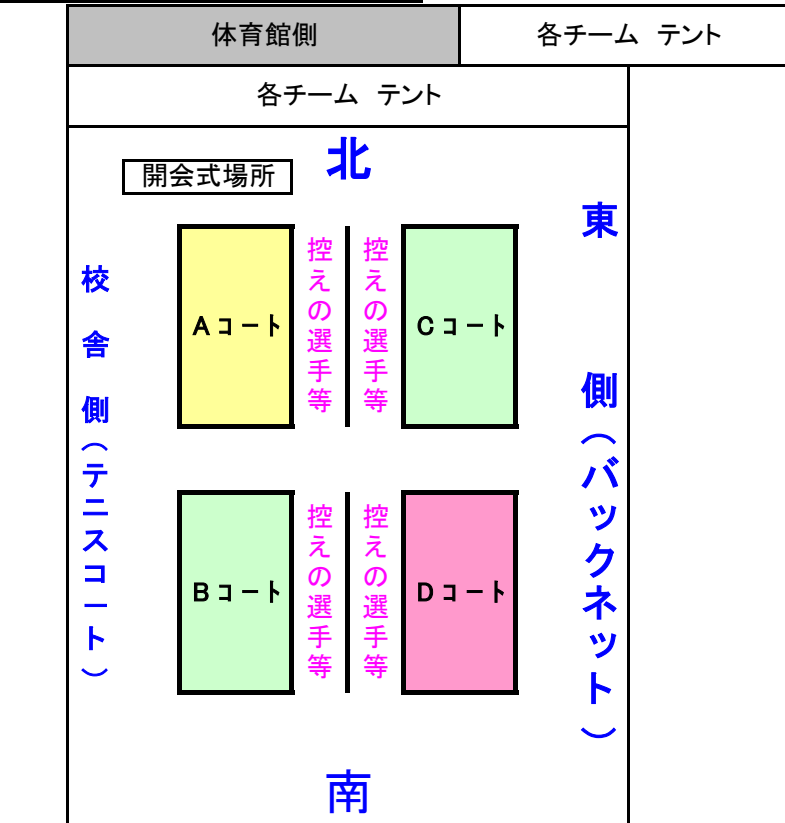 体育館側
各チーム　テント
各チーム　テント
北
開会式場所
東側（バックネット）
校舎側（テニスコート）
Aコート
控えの選手等
控えの選手等
Cコート
Bコート
控えの選手等
控えの選手等
Dコート
南